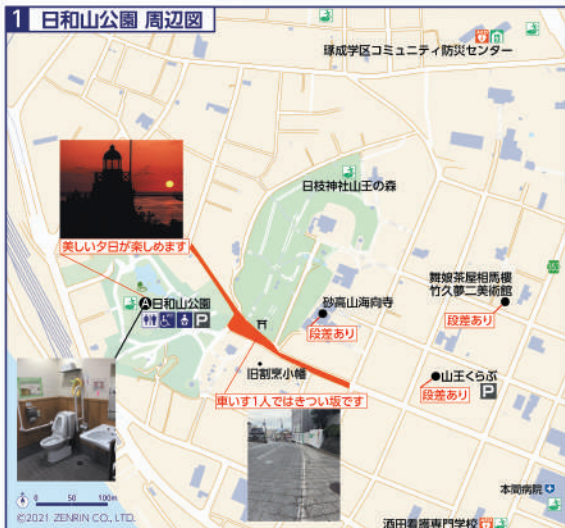 1 日和山公園 周辺図
琢成学区コミュニティ防災センター
日枝神社山王の森
美しい夕日が楽しめます
舞娘茶屋相馬樓
竹久夢二美術館
段差あり
A日和山公園
P
砂高山海向寺
段差あり
旧割烹小幡
山王くらぶ
段差あり
P
車いす1人ではきつい坂です
本間病院
0 50 100m
©2021 ZENRIN CO., LTD.
酒田看護専門学校